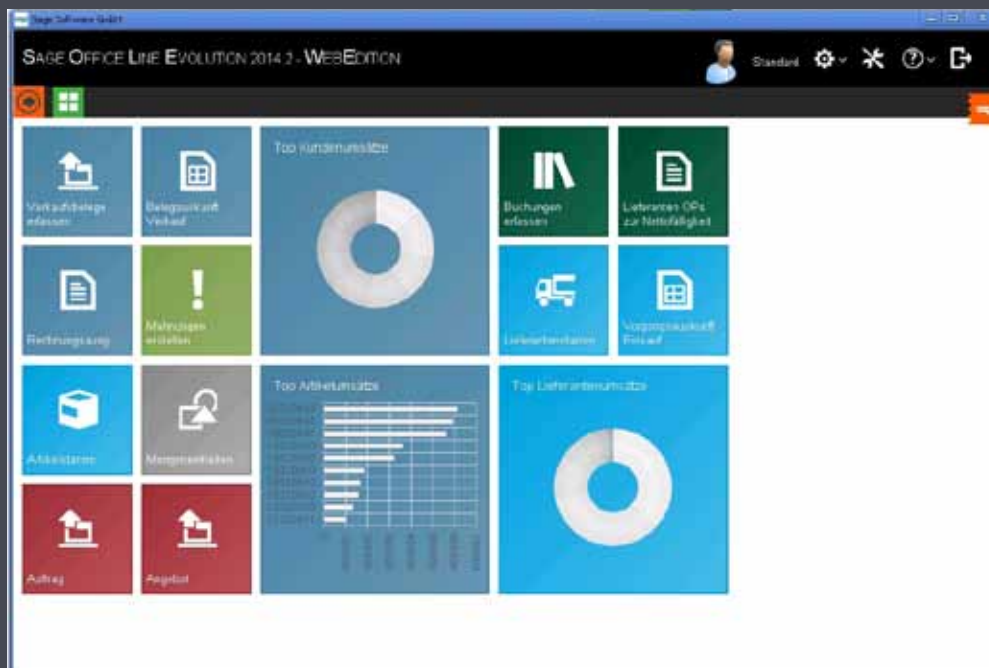 Sage Software GmbH
SAGE OFFICE LINE EVOLUTION 2014.2 - WEBEDITION
Standard
Verkaufsbelege
erfassen
Belegauskunft
Verkauf
Top Kundenumsätze
Buchungen
erfassen
Lieferanten OPs
zur Nettofälligkeit
Mahnungen
erstellen
Lieferantenstamm
Vorgangsauskunft
Einkauf
Artikelstamm
Mengeneinheiten
Top Artikelumsätze
Top Lieferantenumsätze
Auftrag
Angebot